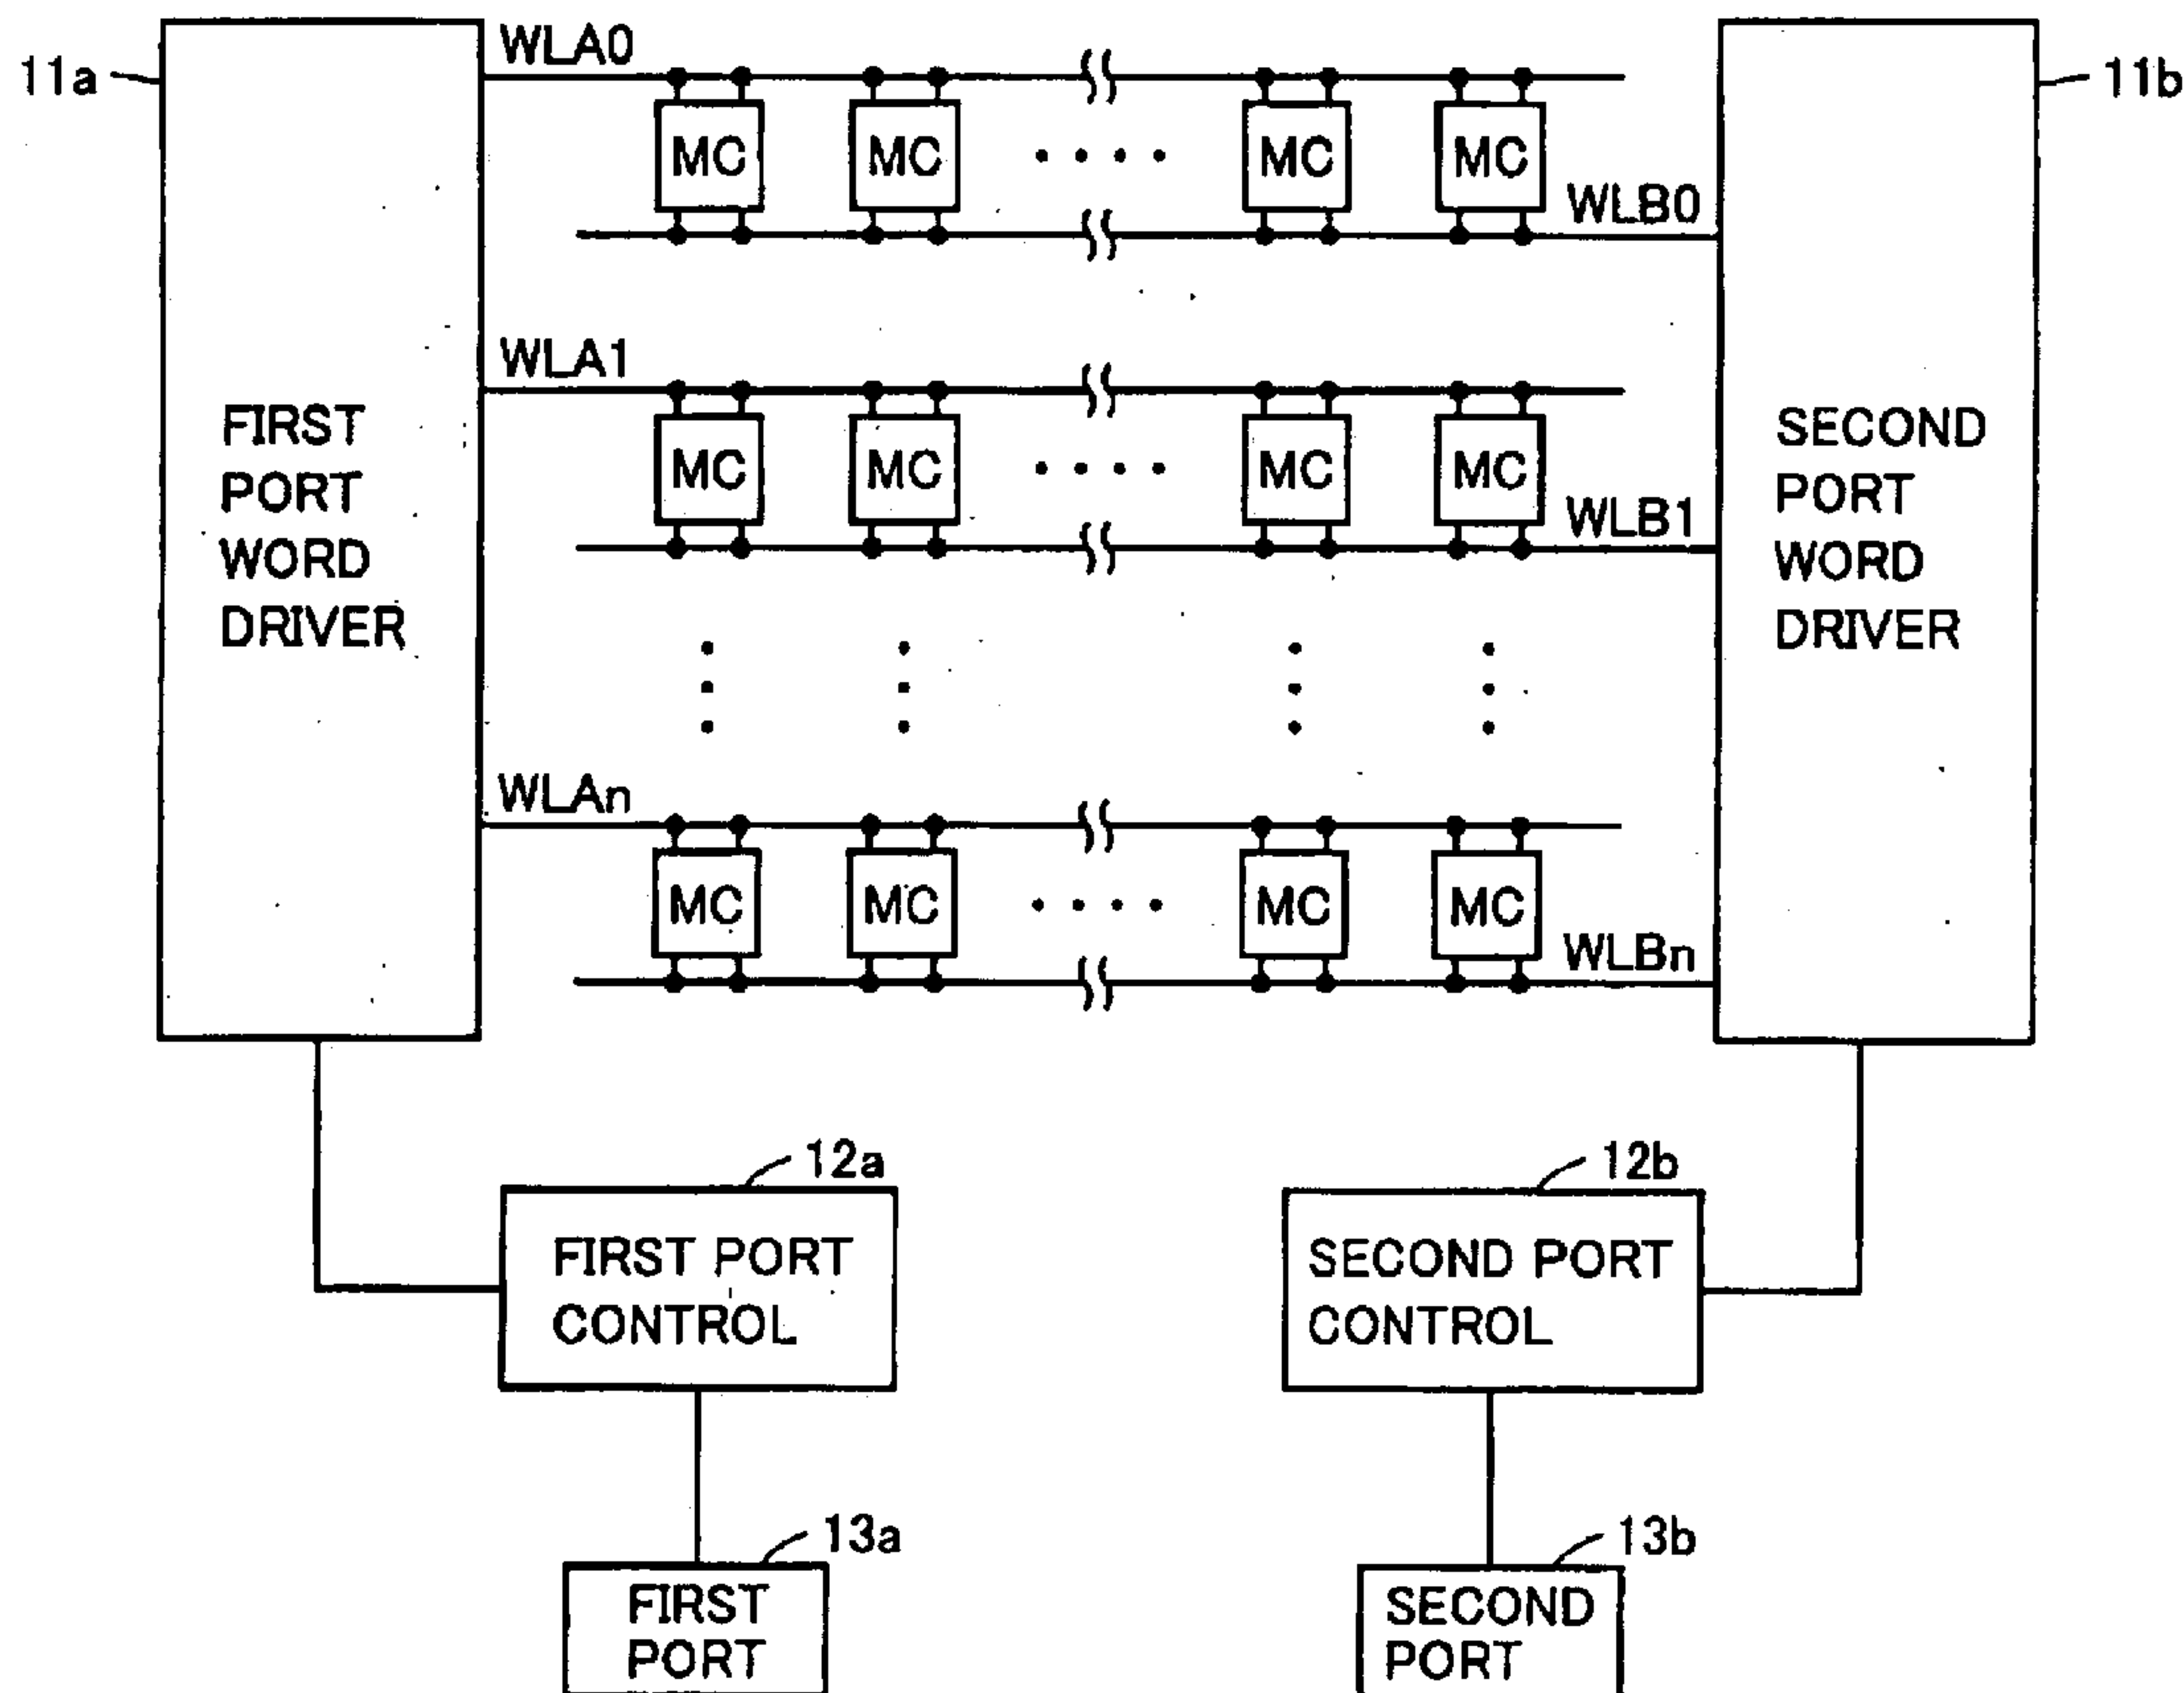 WLA0
11a
11b
MC MC MC MC
WLB0
WLA1
MC MC MC MC
WLB1
FIRST
PORT
WORD
DRIVER
SECOND
PORT
WORD
DRIVER
WLAn
MC MC MC MC
WLBn
12a
FIRST PORT
CONTROL
12b
SECOND PORT
CONTROL
13a
FIRST
PORT
13b
SECOND
PORT